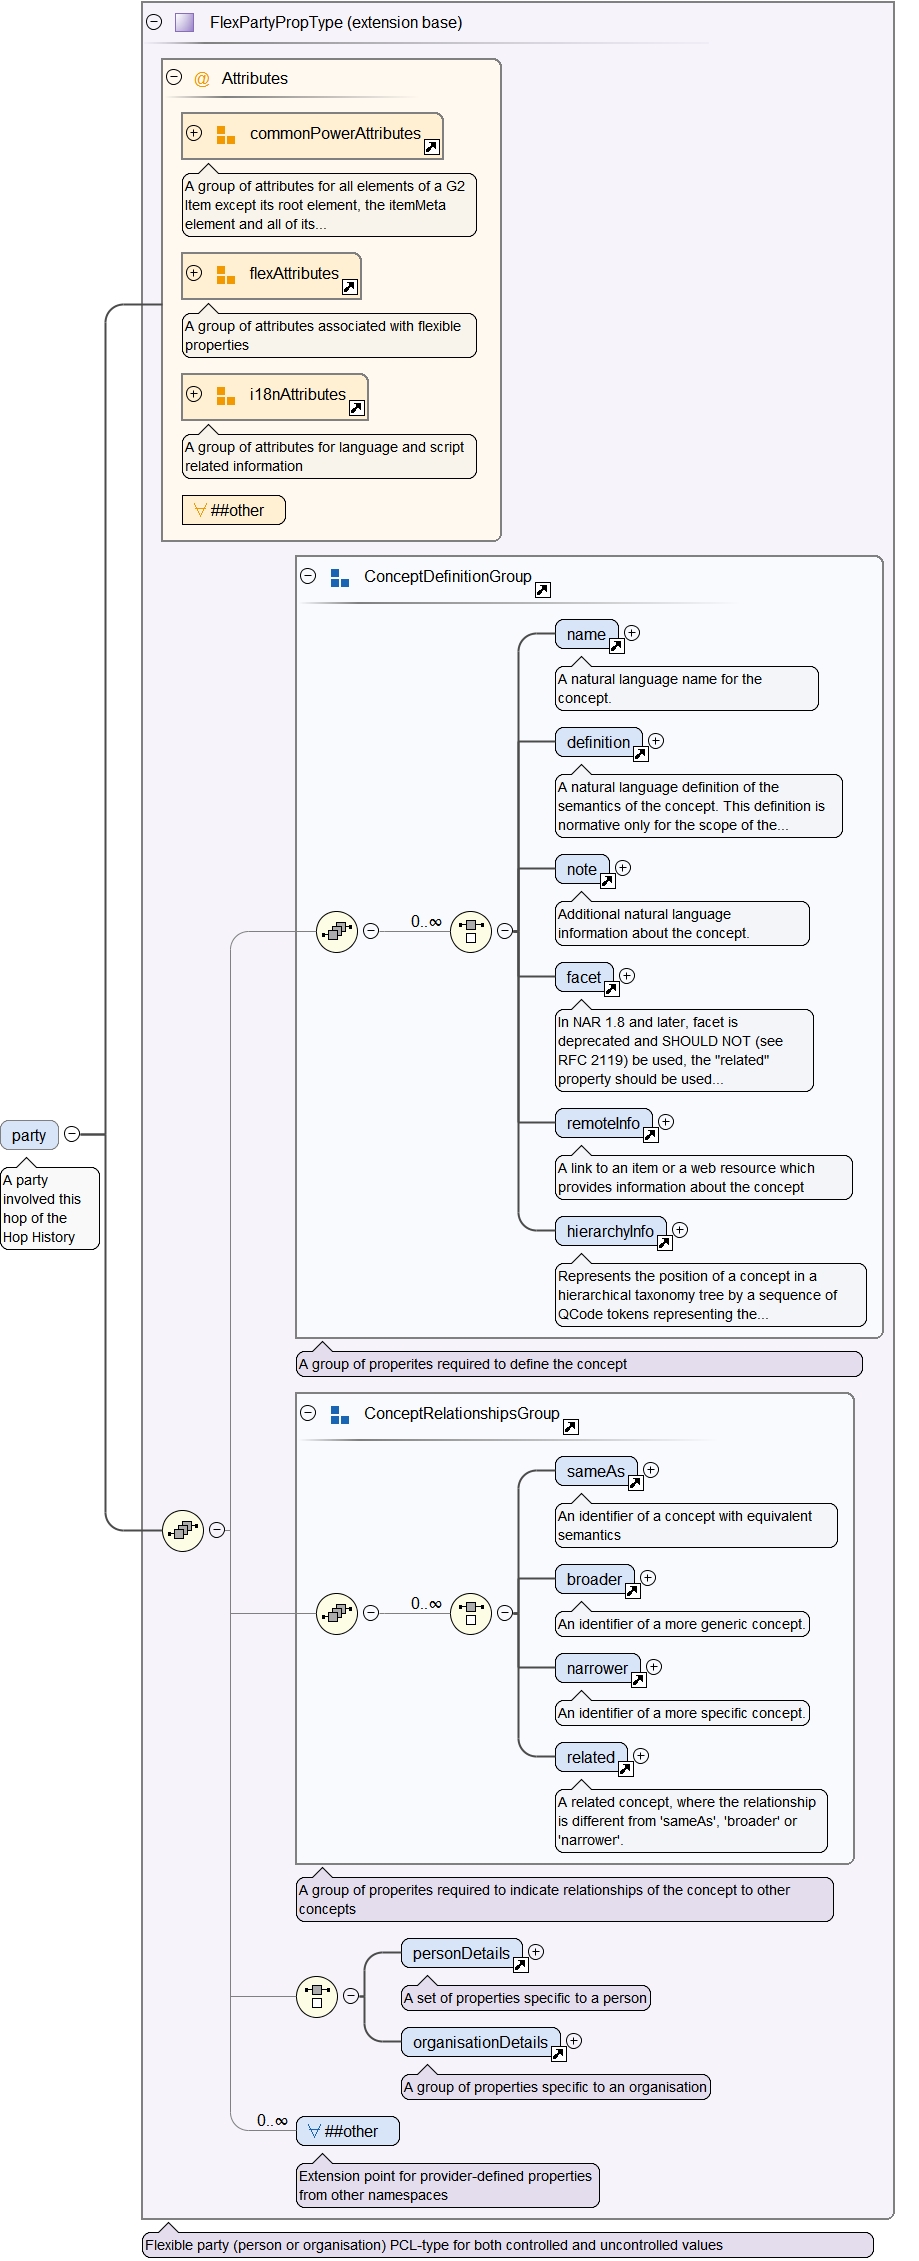 FlexPartyPropType (extension base)
@ Attributes
commonPowerAttributes
A group of attributes for all elements of a G2
Item except its root element, the itemMeta
element and all of its...
flexAttributes
A group of attributes associated with flexible
properties
i18nAttributes
A group of attributes for language and script
related information
##other
ConceptDefinitionGroup
name
A natural language name for the
concept.
definition
A natural language definition of the
semantics of the concept. This definition is
normative only for the scope of the...
note
0..∞
Additional natural language
information about the concept.
facet
In NAR 1.8 and later, facet is
deprecated and SHOULD NOT (see
RFC 2119) be used, the "related"
property should be used...
remoteInfo
party
A link to an item or a web resource which
provides information about the concept
A party
involved this
hop of the
Hop History
hierarchyInfo
Represents the position of a concept in a
hierarchical taxonomy tree by a sequence of
QCode tokens representing the...
A group of properites required to define the concept
ConceptRelationshipsGroup
sameAs
An identifier of a concept with equivalent
semantics
broader
0..∞
An identifier of a more generic concept.
narrower
An identifier of a more specific concept.
related
A related concept, where the relationship
is different from 'sameAs', 'broader' or
'narrower'.
A group of properites required to indicate relationships of the concept to other
concepts
personDetails
A set of properties specific to a person
organisationDetails
A group of properties specific to an organisation
0..∞
##other
Extension point for provider-defined properties
from other namespaces
Flexible party (person or organisation) PCL-type for both controlled and uncontrolled values